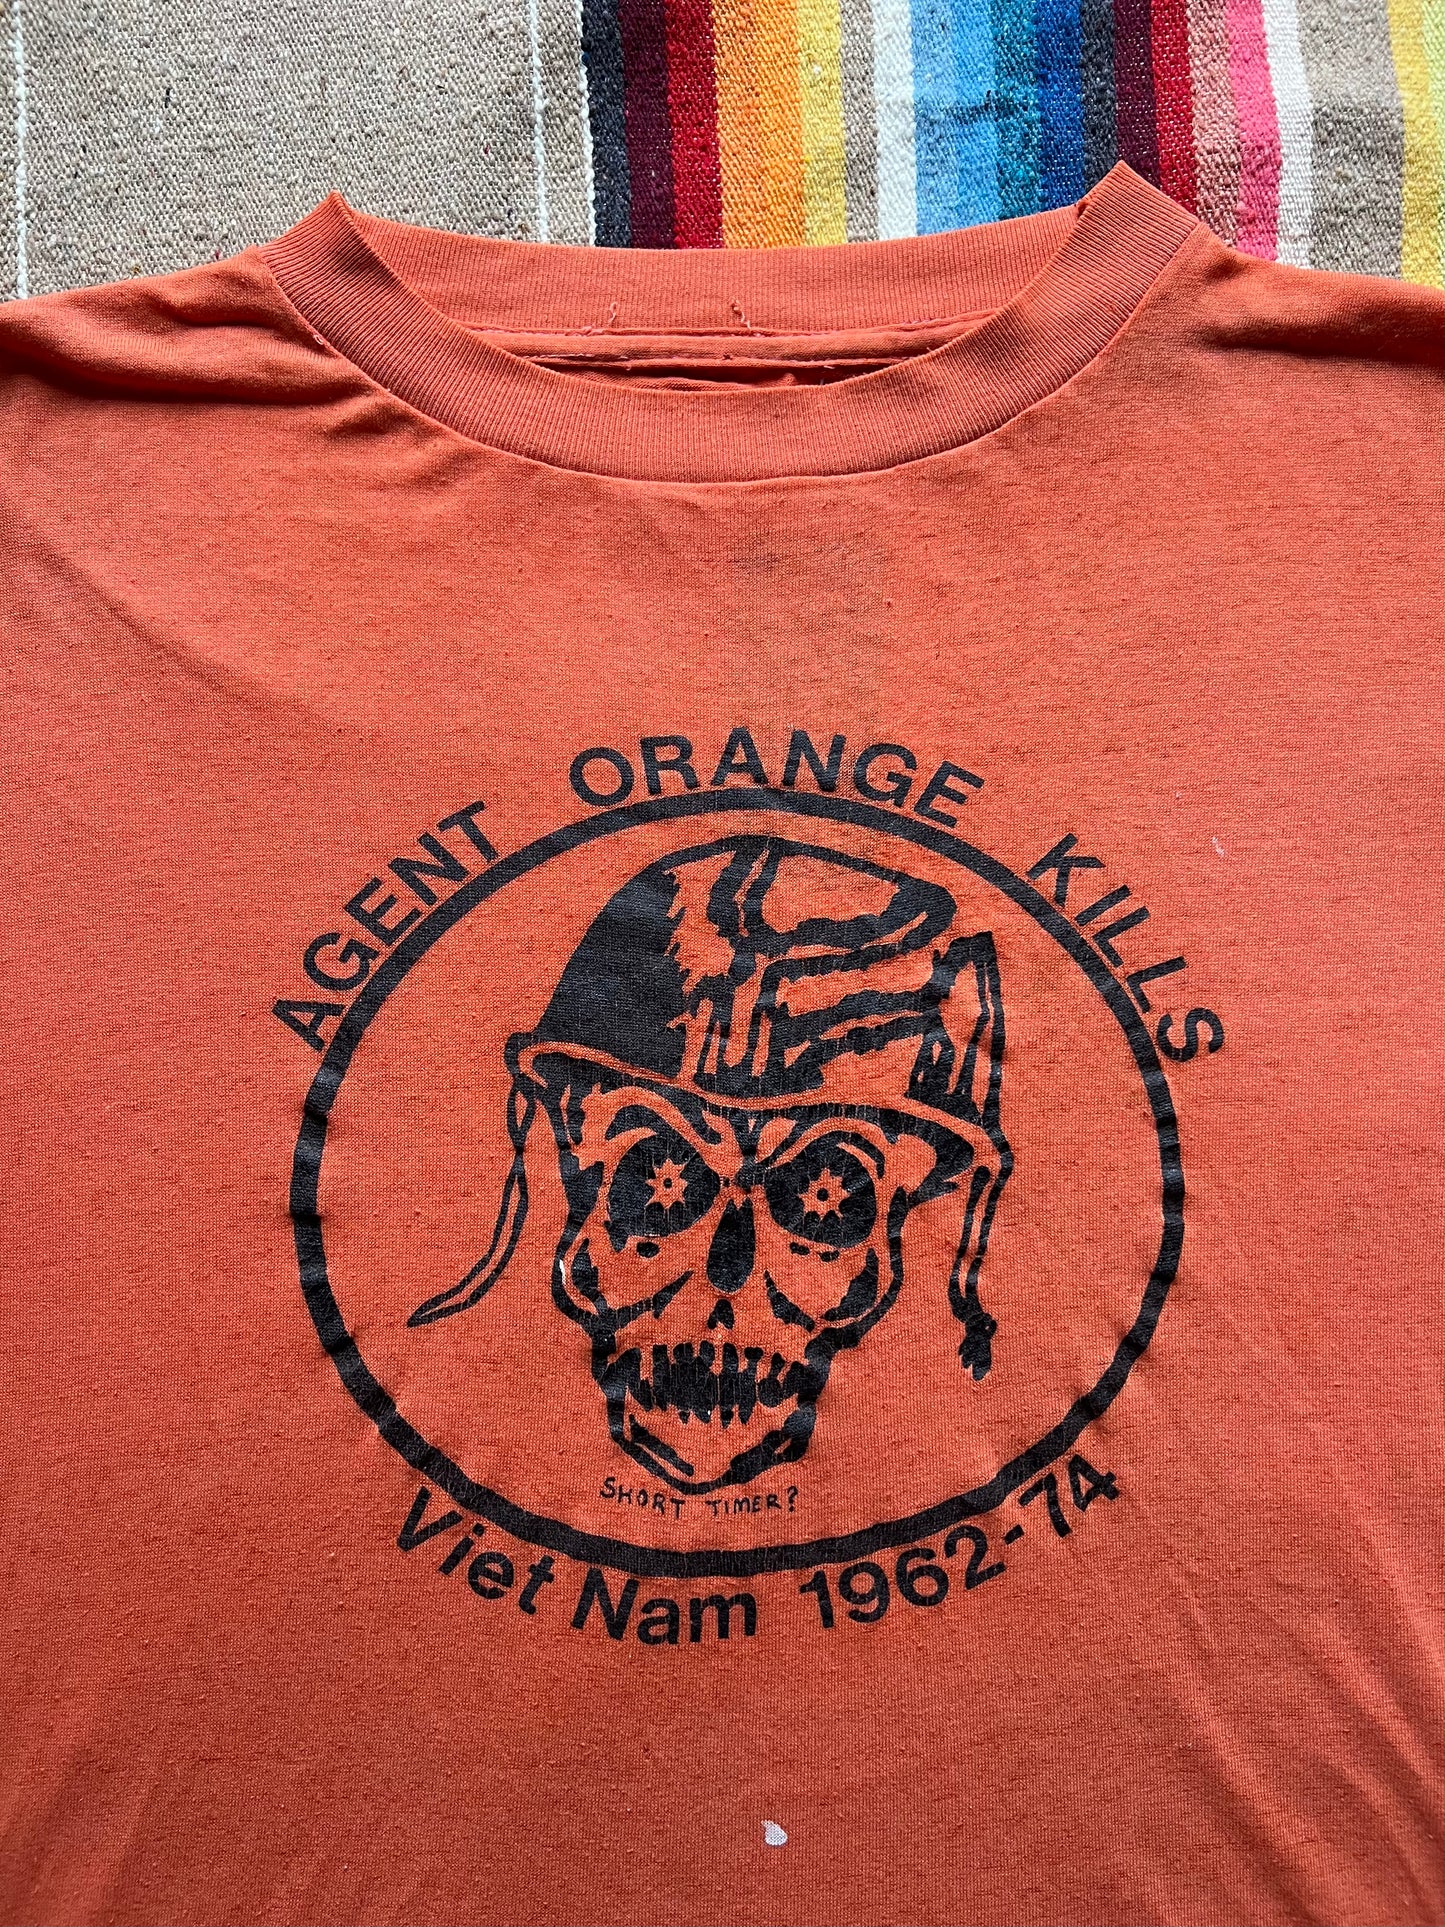 AGENT ORANGE KILLS
SHORT TIMER?
Viet Nam 1962-74